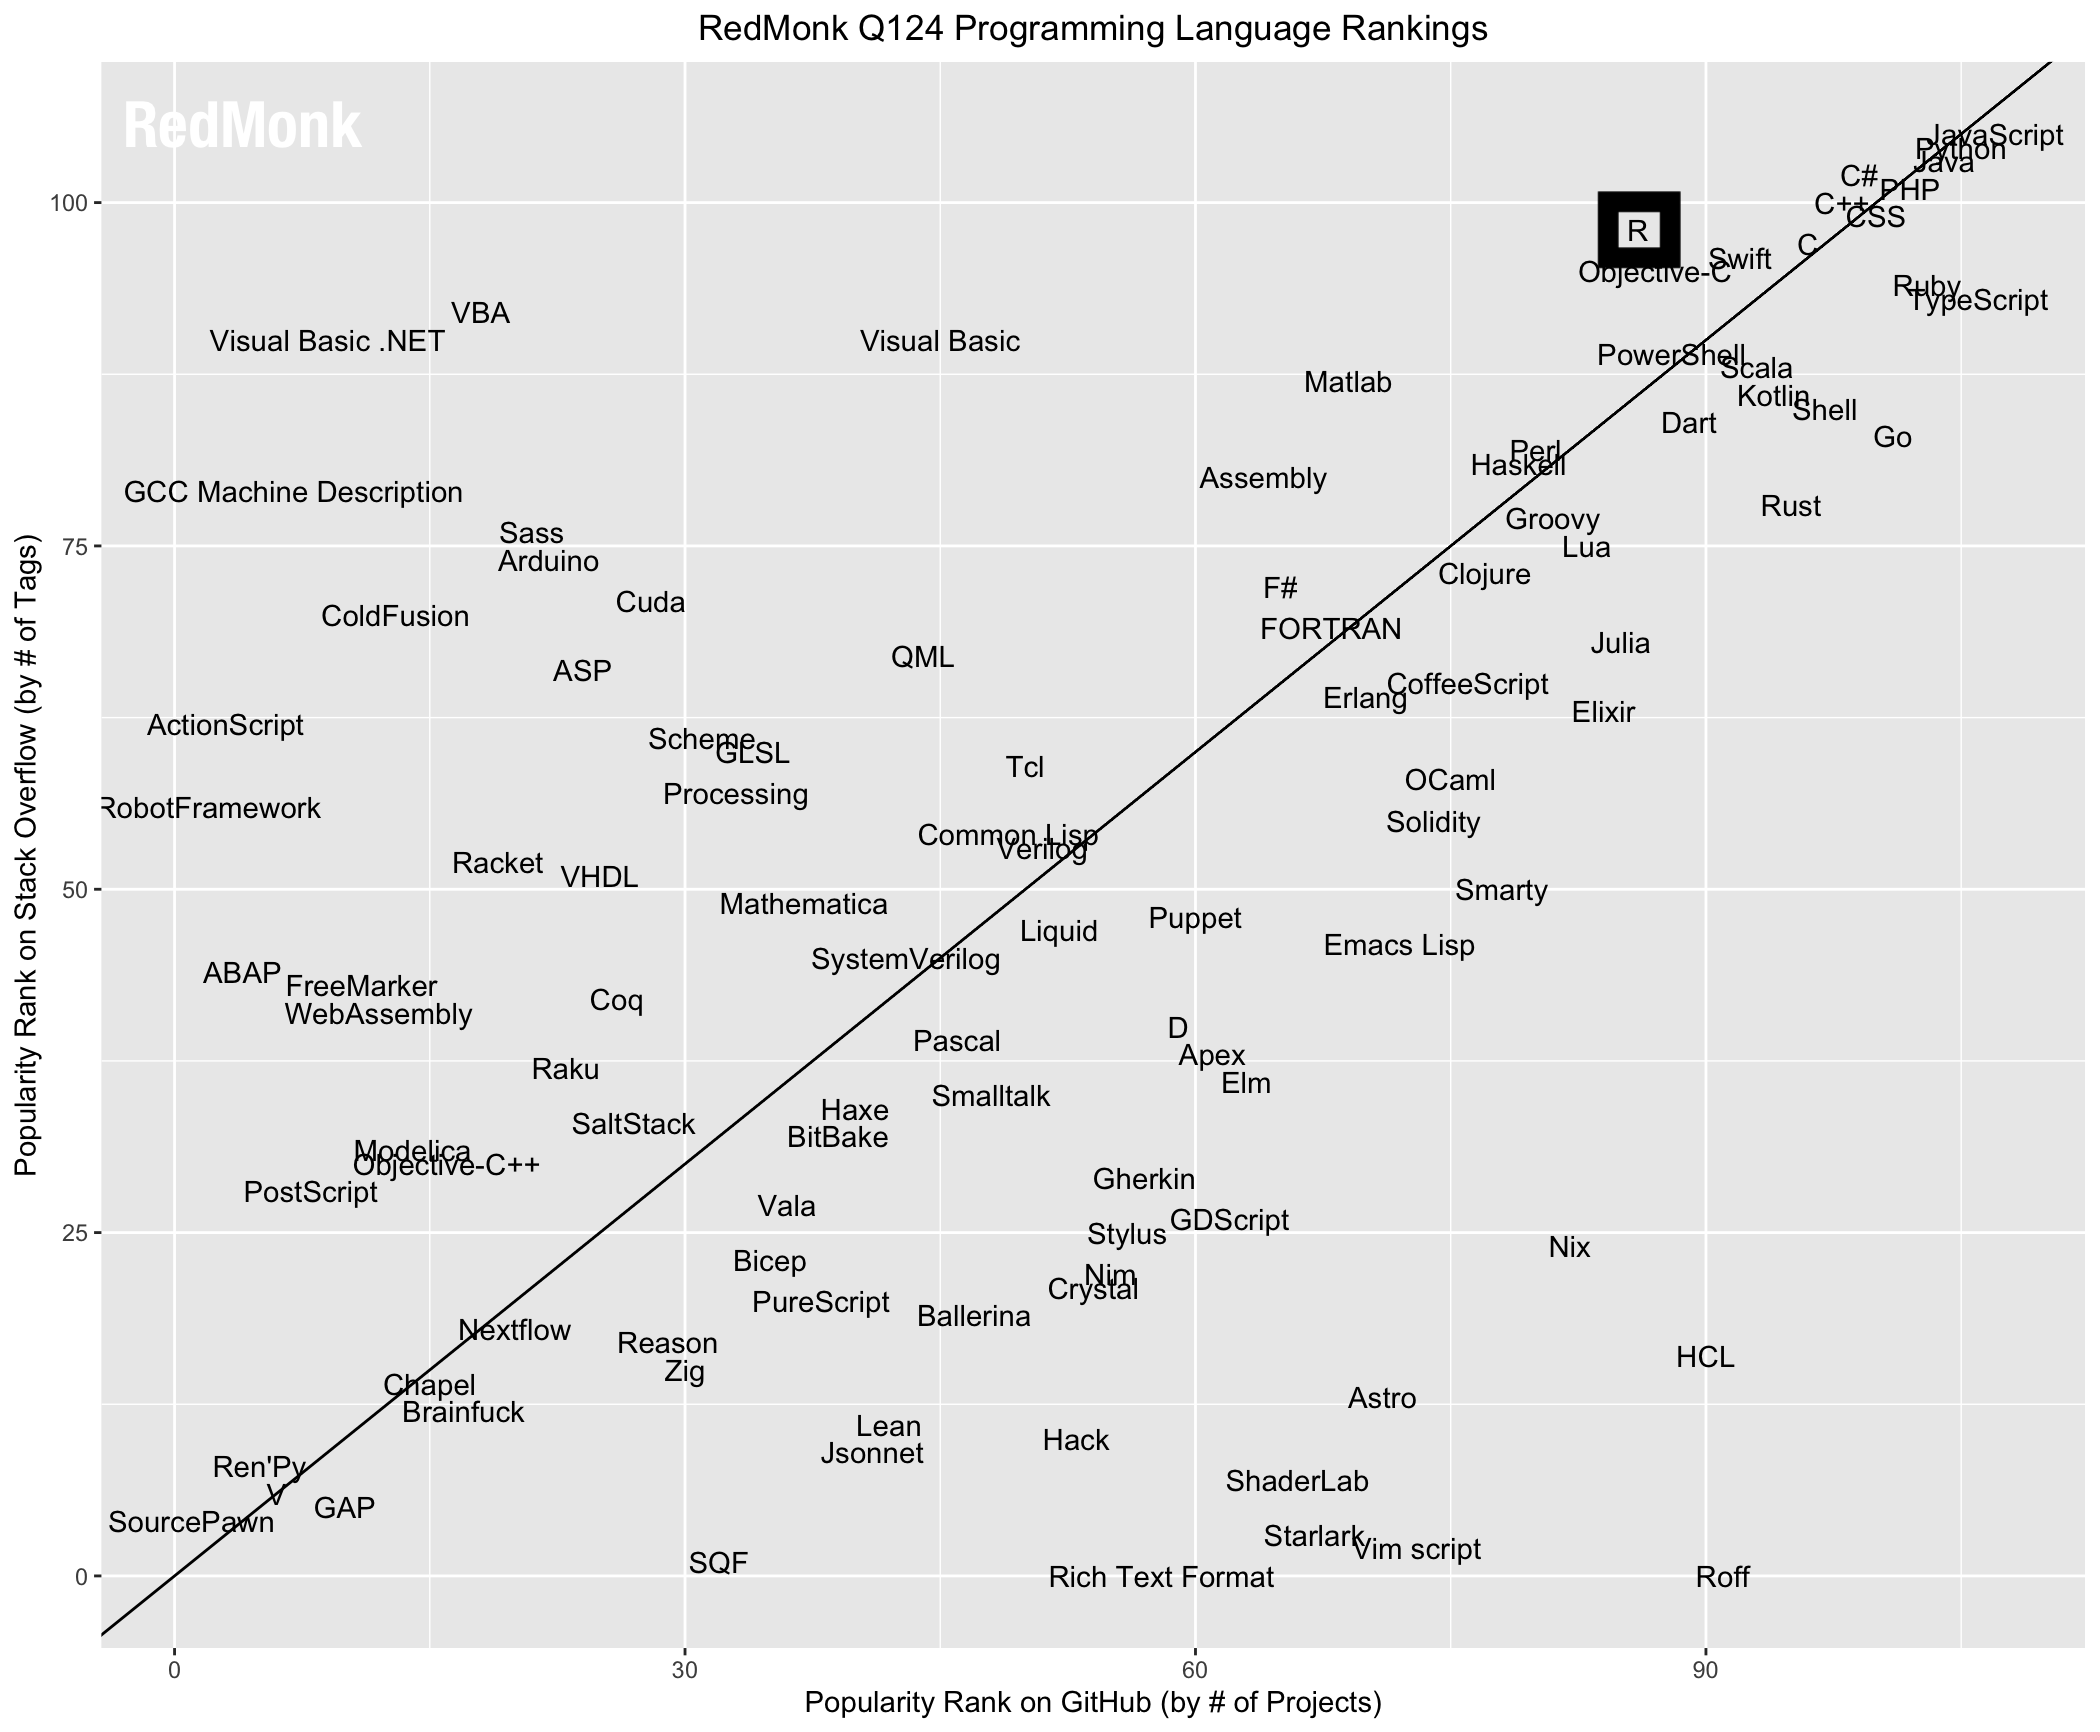 RedMonk Q124 Programming Language Rankings
RedMonk
JavaScript
Python
Java
C#
PHP
100
C++
CSS
R
C
Swift
Objective-C
Ruby
TypeScript
VBA
Visual Basic .NET
Visual Basic
PowerShell
Scala
Matlab
Kotlin
Shell
Dart
Go
Perl
Haskell
Assembly
GCC Machine Description
Rust
Groovy
Sass
75
Lua
Arduino
Clojure
F#
Cuda
ColdFusion
FORTRAN
Julia
QML
ASP
CoffeeScript
Erlang
Elixir
ActionScript
Scheme
GLSL
Tcl
OCaml
Processing
RobotFramework
Solidity
Common Lisp
Verilog
Racket
VHDL
50
Smarty
Mathematica
Puppet
Liquid
Emacs Lisp
SystemVerilog
ABAP
FreeMarker
Coq
WebAssembly
D
Pascal
Apex
Raku
Elm
Smalltalk
Haxe
SaltStack
BitBake
Modelica
Objective-C++
Gherkin
PostScript
Vala
GDScript
25
Stylus
Nix
Bicep
Nim
Crystal
PureScript
Ballerina
Nextflow
Reason
HCL
Zig
Chapel
Astro
Brainfuck
Lean
Hack
Jsonnet
Ren'Py
ShaderLab
V
GAP
SourcePawn
Starlark
Vim script
SQF
0
Rich Text Format
Roff
0
30
60
90
Popularity Rank on GitHub (by # of Projects)
Popularity Rank on Stack Overflow (by # of Tags)